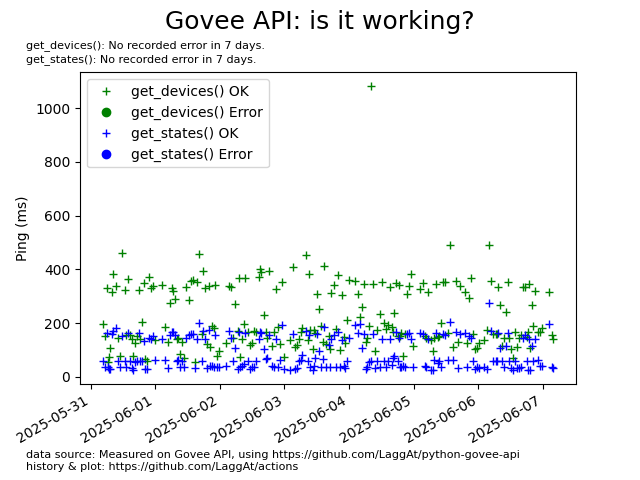 Govee API: is it working?
get_devices(): No recorded error in 7 days.
get_states(): No recorded error in 7 days.
get_devices() OK
get_devices() Error
get_states() OK
get_states() Error
Ping (ms)
1000
800
600
400
200
0
2025-05-31
2025-06-01
2025-06-02
2025-06-03
2025-06-04
2025-06-05
2025-06-06
2025-06-07
data source: Measured on Govee API, using https://github.com/LaggAt/python-govee-api
history & plot: https://github.com/LaggAt/actions